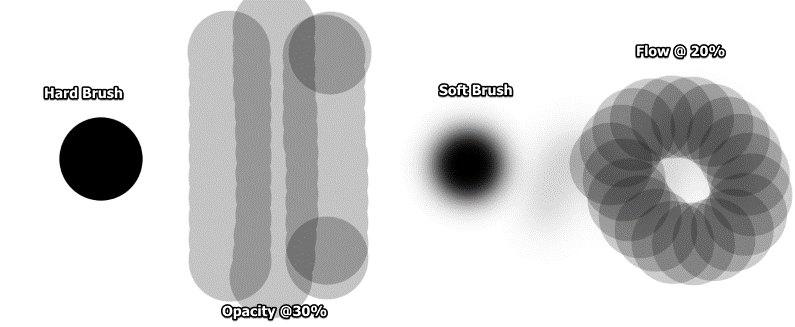 Hard Brush
Opacity @30%
Soft Brush
Flow @ 20%